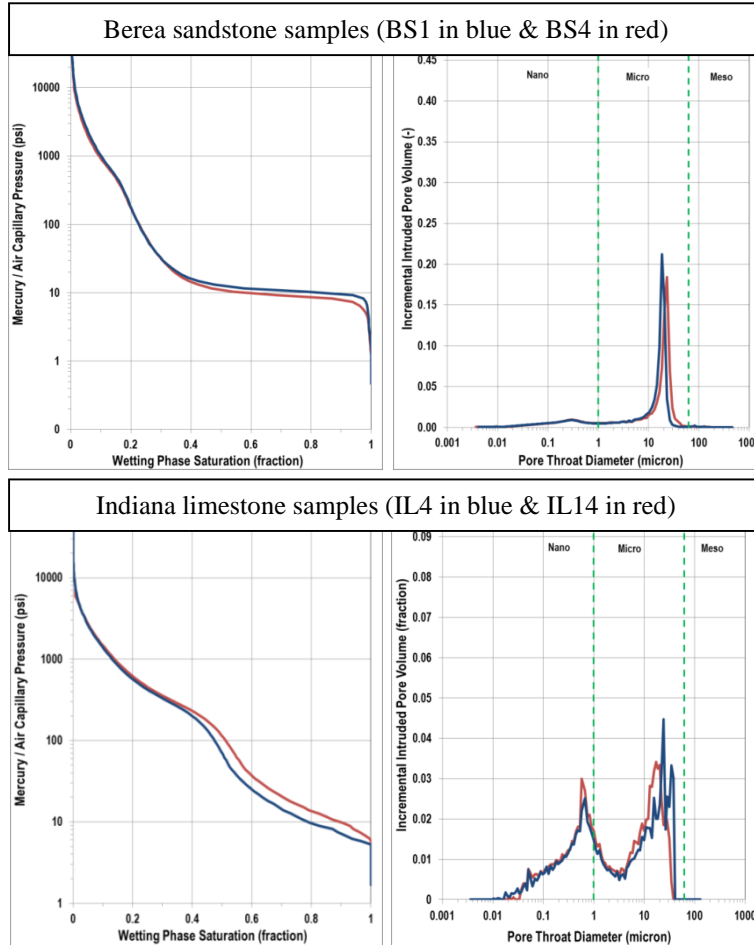 Berea sandstone samples (BS1 in blue & BS4 in red)
Mercury / Air Capillary Pressure (psi)
10000
1000
100
10
1
0
0 0.2 0.4 0.6 0.8 1
Wetting Phase Saturation (fraction)
Incremental Intruded Pore Volume (-)
0.45
0.40
0.35
0.30
0.25
0.20
0.15
0.10
0.05
0.00
Nano Micro Meso
0.001 0.1 1 10 100 1000
Pore Throat Diameter (micron)
Indiana limestone samples (IL4 in blue & IL14 in red)
Mercury / Air Capillary Pressure (psi)
10000
1000
100
10
1
0 0.2 0.4 0.6 0.8 1
Wetting Phase Saturation (fraction)
Incremental Intruded Pore Volume (fraction)
0.09
0.08
0.07
0.06
0.05
0.04
0.03
0.02
0.01
0
Nano Micro Meso
0.001 0.1 1 10 100 1000
Pore Throat Diameter (micron)